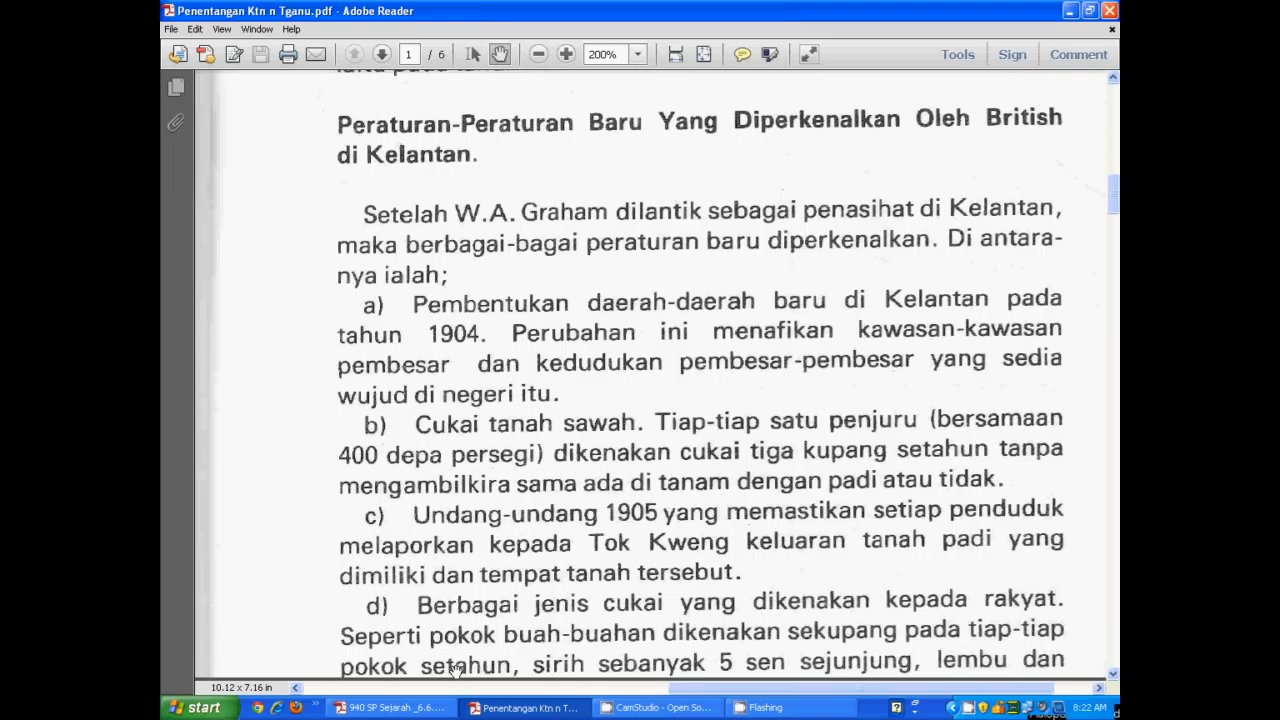 Penentangan Ktn n Tganu.pdf - Adobe Reader
File Edit View Window Help
1 / 6 200% Tools Sign Comment
Peraturan-Peraturan Baru Yang Diperkenalkan Oleh British
di Kelantan.
Setelah W.A. Graham dilantik sebagai penasihat di Kelantan,
maka berbagai-bagai peraturan baru diperkenalkan. Di antara-
nya ialah;
a) Pembentukan daerah-daerah baru di Kelantan pada
tahun 1904. Perubahan ini menafikan kawasan-kawasan
pembesar dan kedudukan pembesar-pembesar yang sedia
wujud di negeri itu.
b) Cukai tanah sawah. Tiap-tiap satu penjuru (bersamaan
400 depa persegi) dikenakan cukai tiga kupang setahun tanpa
mengambilkira sama ada di tanam dengan padi atau tidak.
c) Undang-undang 1905 yang memastikan setiap penduduk
melaporkan kepada Tok Kweng keluaran tanah padi yang
dimiliki dan tempat tanah tersebut.
d) Berbagai jenis cukai yang dikenakan kepada rakyat.
Seperti pokok buah-buahan dikenakan sekupang pada tiap-tiap
pokok setahun, sirih sebanyak 5 sen sejunjung, lembu dan
10.12 x 7.16 in
start 940 SP Sejarah _6.6.... Penentangan Ktn n T... CamStudio - Open So... Flashing 8:22 AM